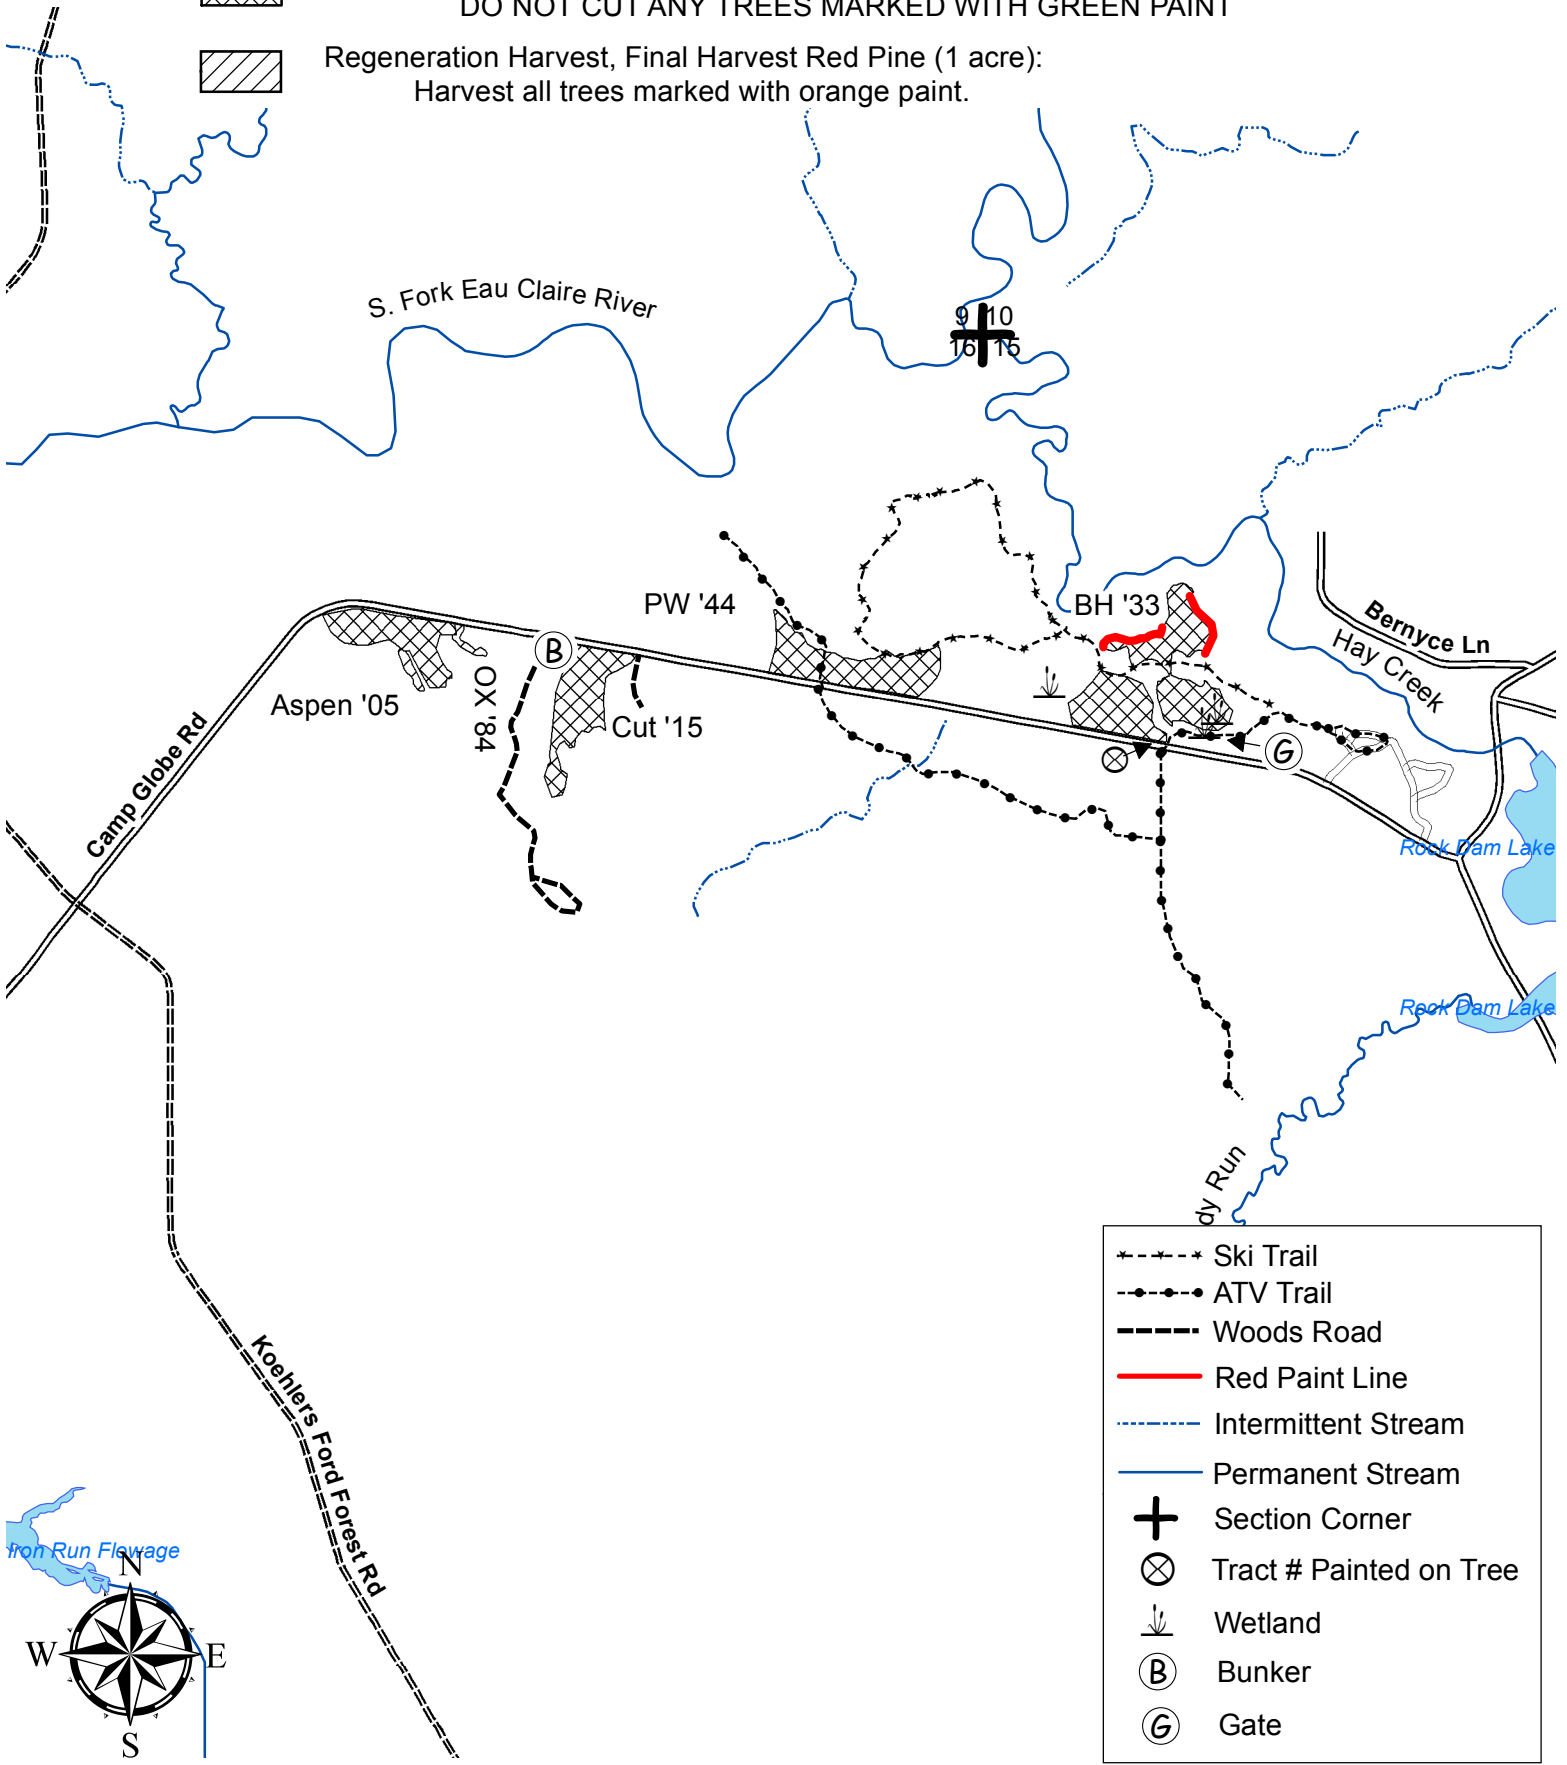 DO NOT CUT ANY TREES MARKED WITH GREEN PAINT
Regeneration Harvest, Final Harvest Red Pine (1 acre):
Harvest all trees marked with orange paint.
S. Fork Eau Claire River
9 10
16 15
PW '44
BH '33
Bernyce Ln
Hay Creek
B
Aspen '05
OX '84
Cut '15
Camp Globe Rd
G
Rock Dam Lake
Rock Dam Lake
dy Run
Koehlers Ford Forest Rd
Iron Run Flowage
N
W E
S
Ski Trail
ATV Trail
Woods Road
Red Paint Line
Intermittent Stream
Permanent Stream
Section Corner
Tract # Painted on Tree
Wetland
B Bunker
G Gate